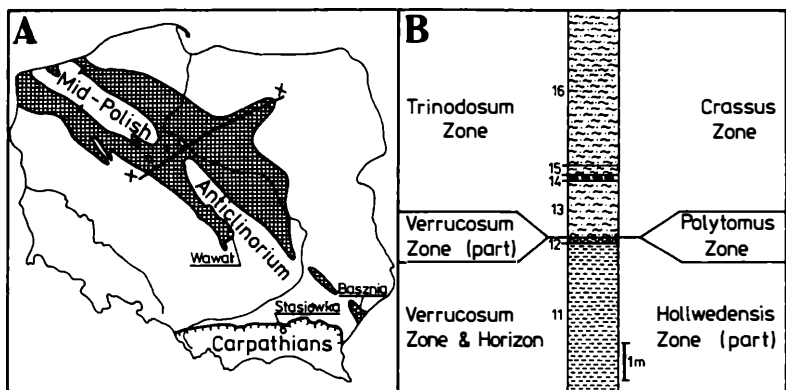 A
Mid-Polish
Anticlinorium
x
x
Wawał
Basznia
Stasiówka
Carpathians
B
Trinodosum
Zone
Verrucosum
Zone (part)
Verrucosum
Zone & Horizon
16
15
14
13
12
11
Crassus
Zone
Polytomus
Zone
Hollwedensis
Zone (part)
1m